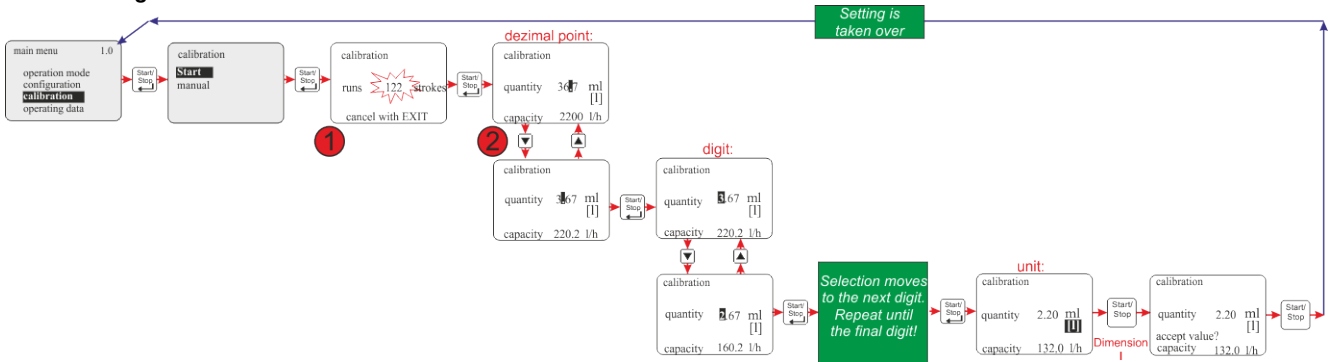 Setting is
taken over
main menu 1.0
operation mode
configuration
calibration
operating data
Start/
Stop
calibration
Start
manual
Start/
Stop
calibration
runs 122 strokes
cancel with EXIT
1
Start/
Stop
dezimal point:
calibration
quantity 36.7 ml
[l]
capacity 2200 l/h
2
▼ ▲
calibration
quantity 3.67 ml
[l]
capacity 220.2 l/h
Start/
Stop
digit:
calibration
quantity 3.67 ml
[l]
capacity 220.2 l/h
▼ ▲
calibration
quantity 2.67 ml
[l]
capacity 160.2 l/h
Start/
Stop
Selection moves
to the next digit.
Repeat until
the final digit!
Start/
Stop
unit:
calibration
quantity 2.20 ml
[l]
capacity 132,0 l/h
Start/
Stop
Dimension
l
calibration
quantity 2.20 ml
[l]
accept value?
capacity 132,0 l/h
Start/
Stop